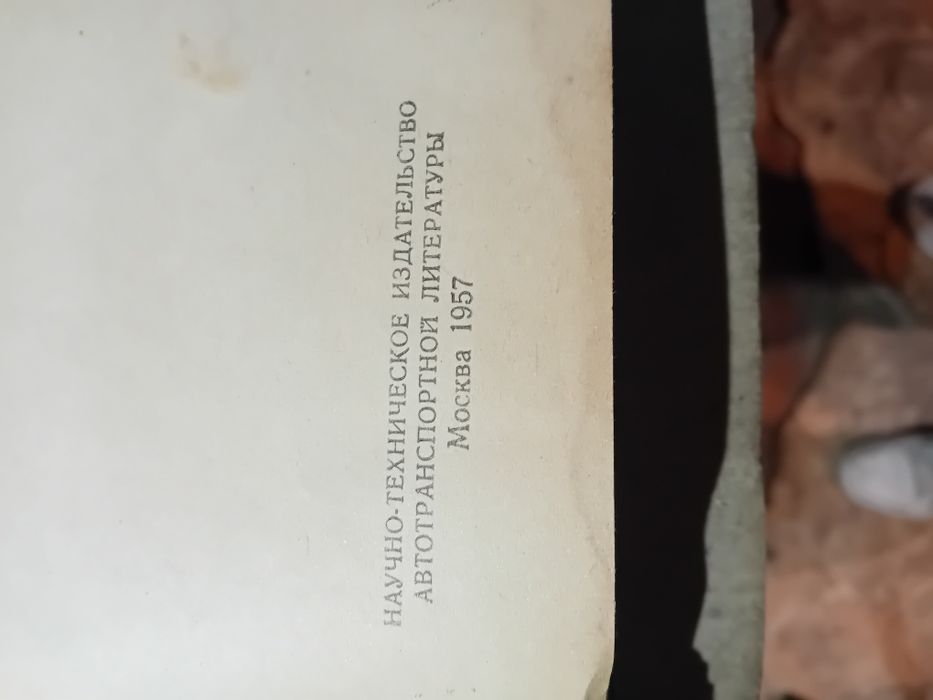 НАУЧНО-ТЕХНИЧЕСКОЕ ИЗДАТЕЛЬСТВО
АВТОТРАНСПОРТНОЙ ЛИТЕРАТУРЫ
Москва 1957